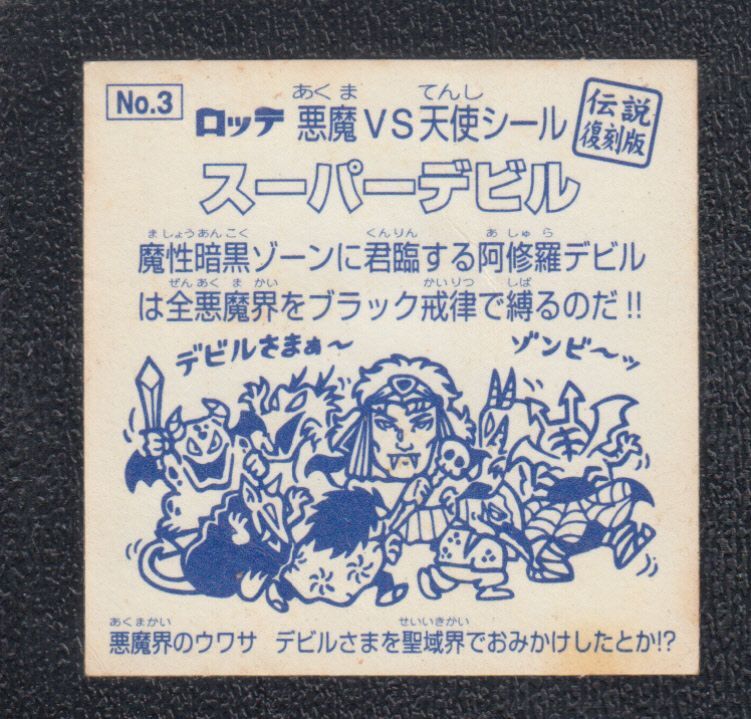 No.3
ロッテ 悪魔VS天使シール
あくま てんし
伝説
復刻版
スーパーデビル
ましょうあんこく くんりん あしゅら
魔性暗黒ゾーンに君臨する阿修羅デビル
ぜんあくまかい かいりつ しば
は全悪魔界をブラック戒律で縛るのだ!!
デビルさまぁ〜
ゾンビ〜ッ
あくまかい せいいきかい
悪魔界のウワサ デビルさまを聖域界でおみかけしたとか!?